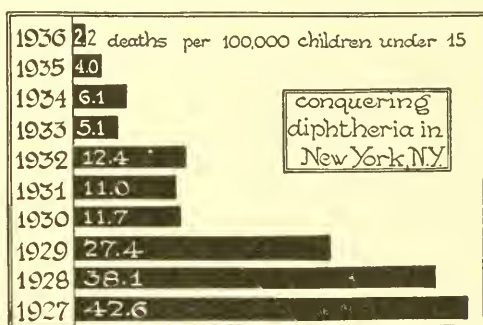 1936 2.2 deaths per 100,000 children under 15
1935 4.0
1934 6.1
1933 5.1
1932 12.4
1931 11.0
1930 11.7
1929 27.4
1928 38.1
1927 42.6
conquering
diphtheria in
New York, N.Y.